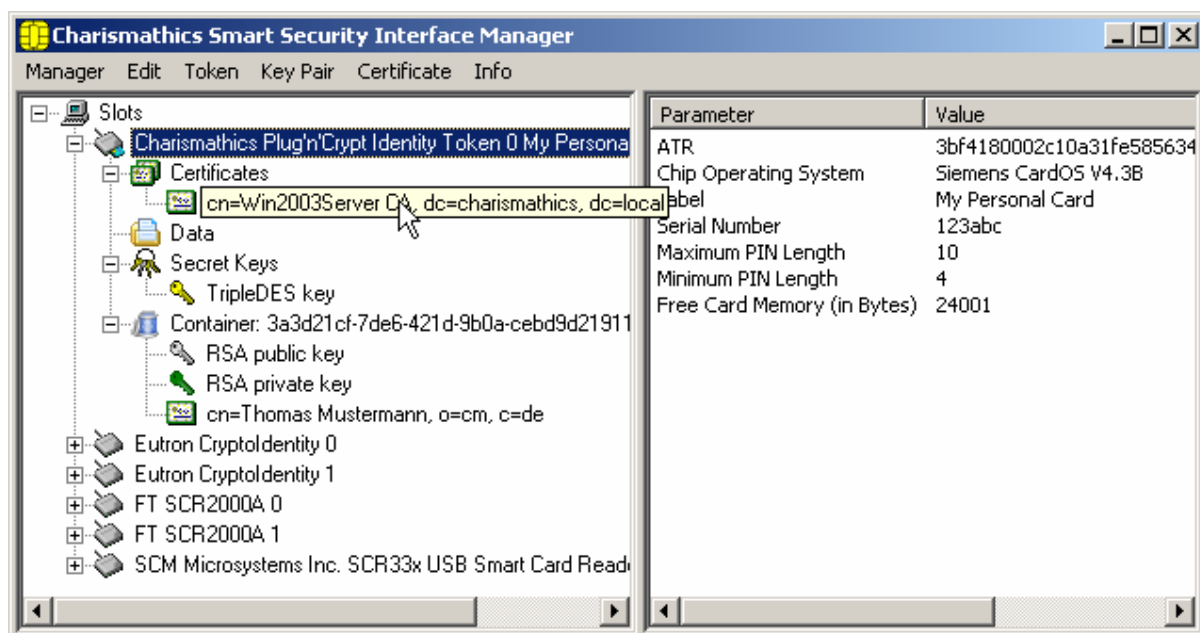 Charismathics Smart Security Interface Manager
Manager Edit Token Key Pair Certificate Info
Slots
Charismathics Plug'n'Crypt Identity Token 0 My Persona
Certificates
cn=Win2003Server CA, dc=charismathics, dc=local
Data
Secret Keys
TripleDES key
Container: 3a3d21cf-7de6-421d-9b0a-cebd9d21911
RSA public key
RSA private key
cn=Thomas Mustermann, o=cm, c=de
Eutron CryptoIdentity 0
Eutron CryptoIdentity 1
FT SCR2000A 0
FT SCR2000A 1
SCM Microsystems Inc. SCR33x USB Smart Card Read
Parameter Value
ATR 3bf4180002c10a31fe585634
Chip Operating System Siemens CardOS V4.3B
abel My Personal Card
Serial Number 123abc
Maximum PIN Length 10
Minimum PIN Length 4
Free Card Memory (in Bytes) 24001